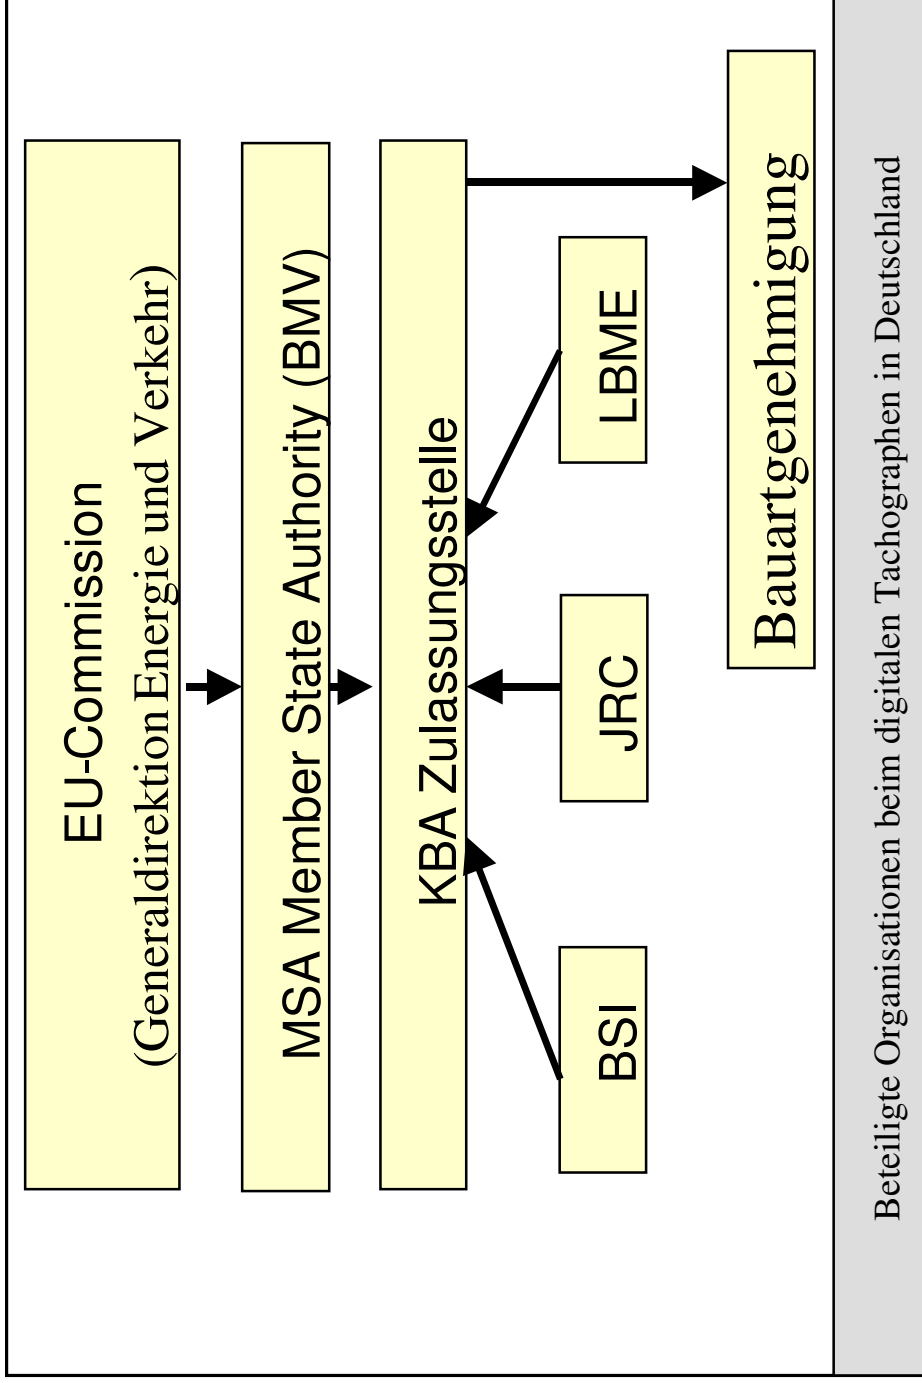 EU-Commission
(Generaldirektion Energie und Verkehr)
MSA Member State Authority (BMV)
KBA Zulassungsstelle
BSI
JRC
LBME
Bauartgenehmigung
Beteiligte Organisationen beim digitalen Tachographen in Deutschland